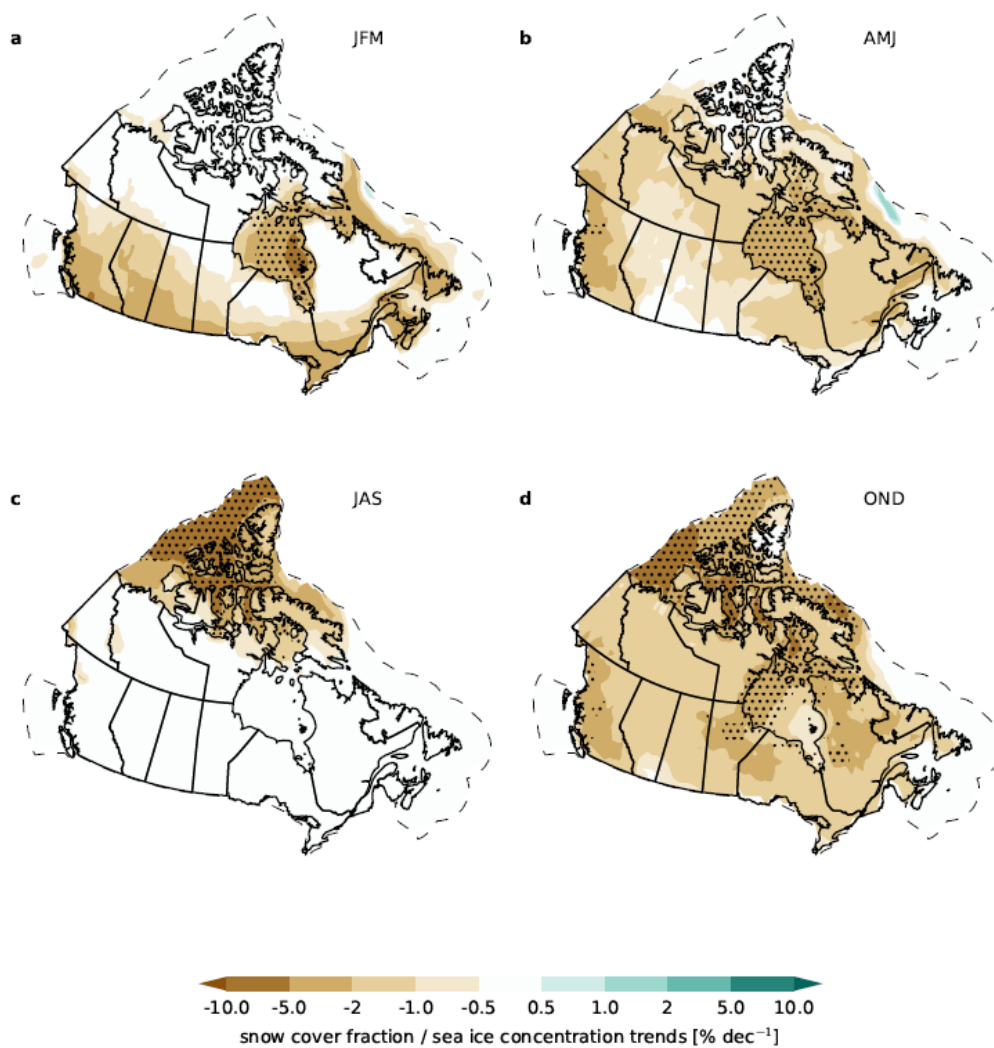 a JFM
b AMJ
c JAS
d OND
-10.0 -5.0 -2 -1.0 -0.5 0.5 1.0 2 5.0 10.0
snow cover fraction / sea ice concentration trends [% dec⁻¹]